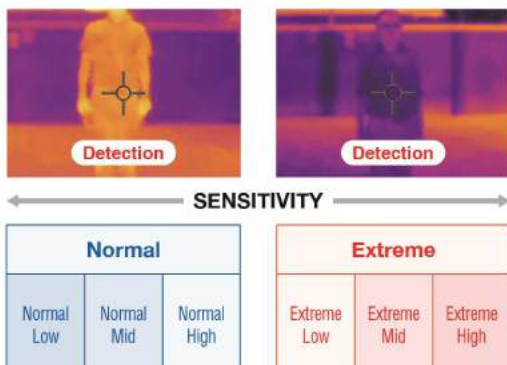 Detection
Detection
SENSITIVITY
Normal
Extreme
Normal Low
Normal Mid
Normal High
Extreme Low
Extreme Mid
Extreme High